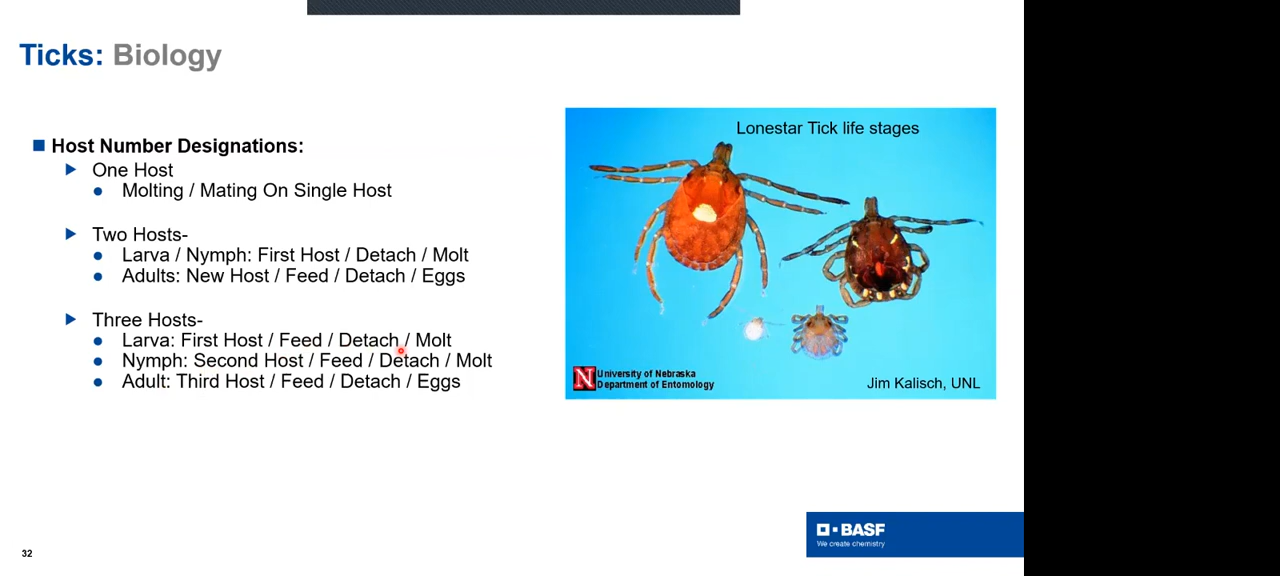 Ticks: Biology
Host Number Designations:
One Host
Molting / Mating On Single Host
Two Hosts-
Larva / Nymph: First Host / Detach / Molt
Adults: New Host / Feed / Detach / Eggs
Three Hosts-
Larva: First Host / Feed / Detach / Molt
Nymph: Second Host / Feed / Detach / Molt
Adult: Third Host / Feed / Detach / Eggs
Lonestar Tick life stages
N
University of Nebraska
Department of Entomology
Jim Kalisch, UNL
BASF
We create chemistry
32